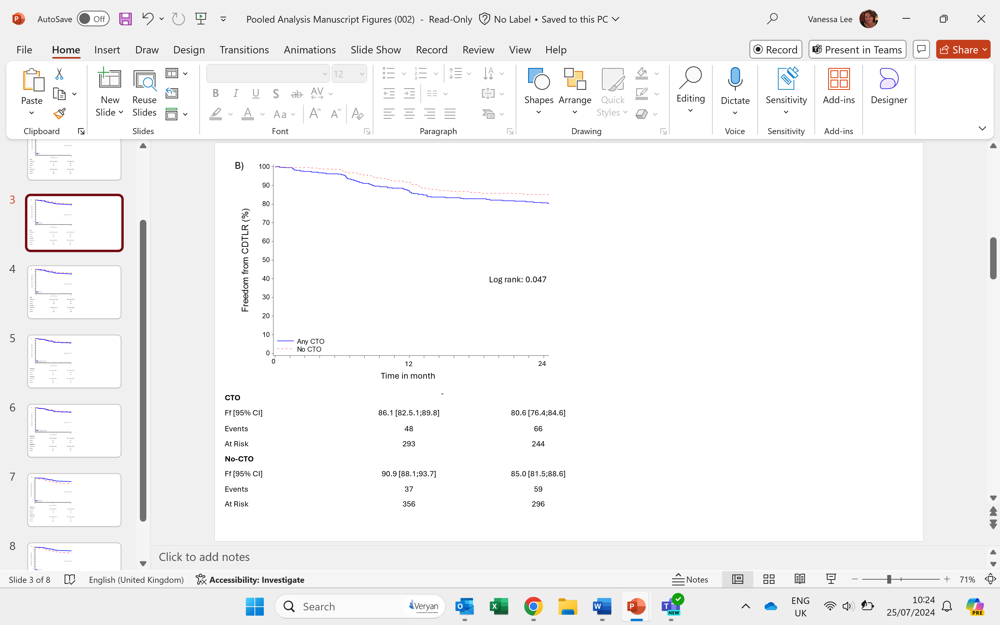 AutoSave Off Pooled Analysis Manuscript Figures (002) - Read-Only No Label • Saved to this PC Vanessa Lee
File Home Insert Draw Design Transitions Animations Slide Show Record Review View Help Record Present in Teams Share
Paste New Slide Reuse Slides 12 Shapes Arrange Quick Styles Editing Dictate Sensitivity Add-ins Designer
Clipboard Slides Font Paragraph Drawing Voice Sensitivity Add-ins
3
4
5
6
7
8
B)
Freedom from CDTLR (%)
100
90
80
70
60
50
40
30
20
10
0
Log rank: 0.047
Any CTO
No CTO
0 12 24
Time in month
CTO
Ff [95% CI] 86.1 [82.5.1;89.8] 80.6 [76.4;84.6]
Events 48 66
At Risk 293 244
No-CTO
Ff [95% CI] 90.9 [88.1;93.7] 85.0 [81.5;88.6]
Events 37 59
At Risk 356 296
Click to add notes
Slide 3 of 8 English (United Kingdom) Accessibility: Investigate Notes 71%
Search Veryan ENG UK 10:24 25/07/2024
NEW PRE